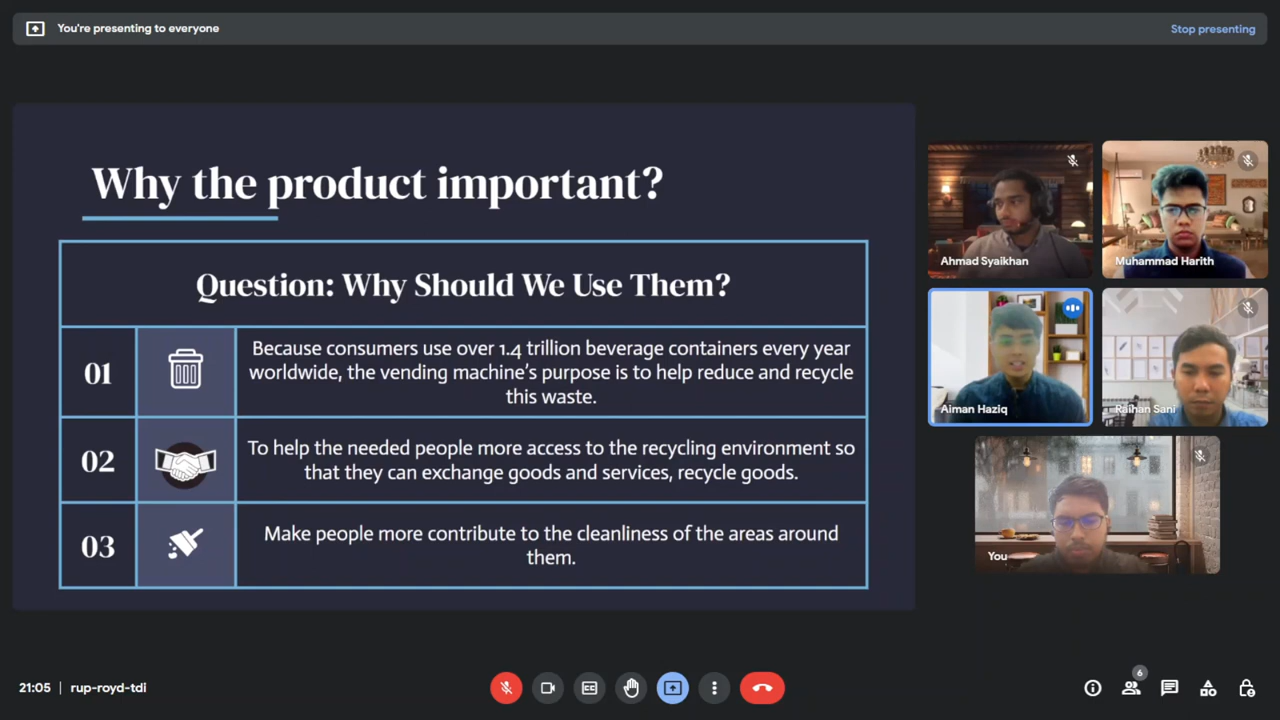 You're presenting to everyone
Stop presenting
Why the product important?
Question: Why Should We Use Them?
01
Because consumers use over 1.4 trillion beverage containers every year
worldwide, the vending machine's purpose is to help reduce and recycle
this waste.
02
To help the needed people more access to the recycling environment so
that they can exchange goods and services, recycle goods.
03
Make people more contribute to the cleanliness of the areas around
them.
Ahmad Syaikhan
Muhammad Harith
Aiman Haziq
Raihan Sani
You
21:05 | rup-royd-tdi
CC
6